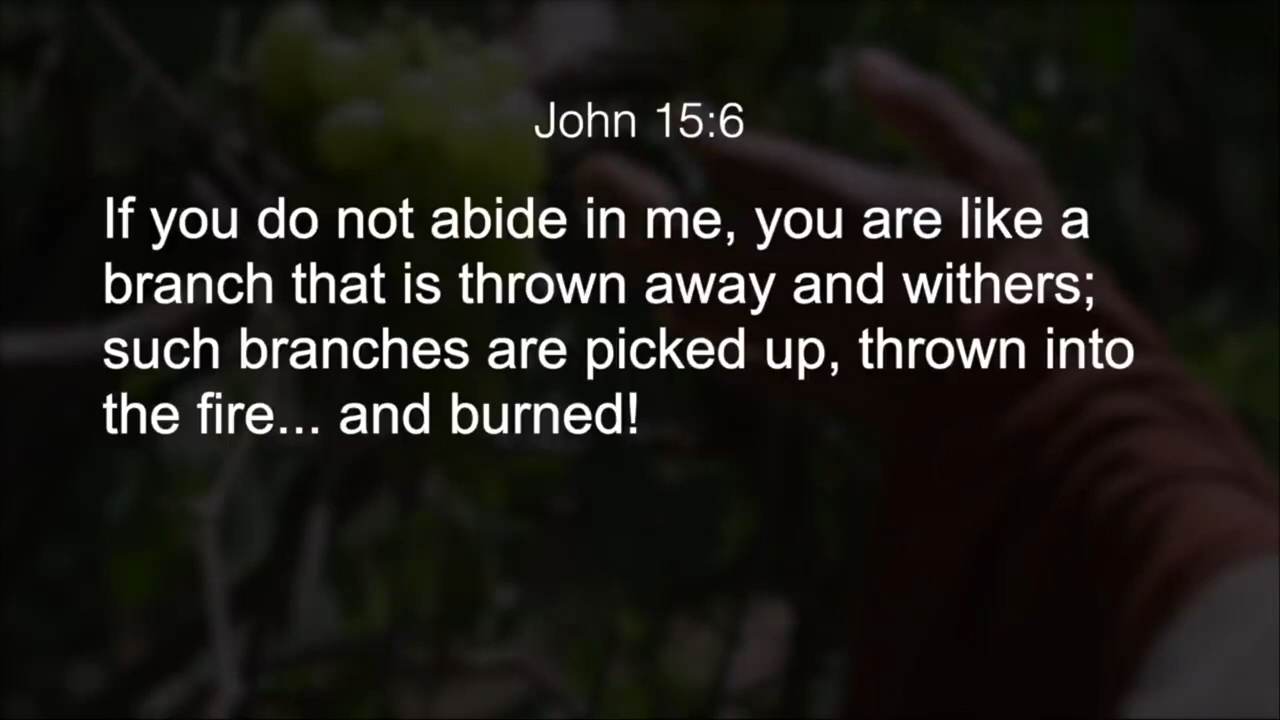 John 15:6
If you do not abide in me, you are like a
branch that is thrown away and withers;
such branches are picked up, thrown into
the fire... and burned!